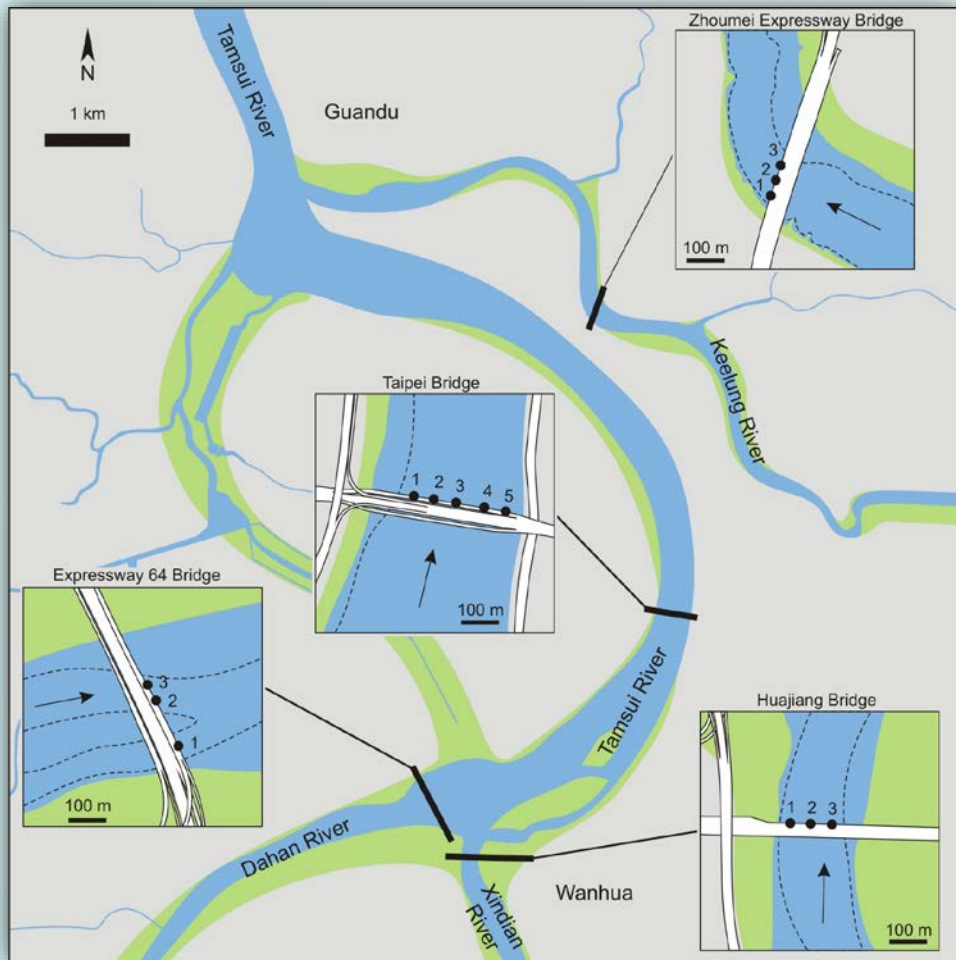 Zhoumei Expressway Bridge
N
1 km
Tamsui River
Guandu
3
2
1
100 m
Keelung River
Taipei Bridge
1
2
3
4
5
100 m
Expressway 64 Bridge
3
2
1
100 m
Tamsui River
Huajiang Bridge
1
2
3
100 m
Dahan River
Wanhua
Xindian
River